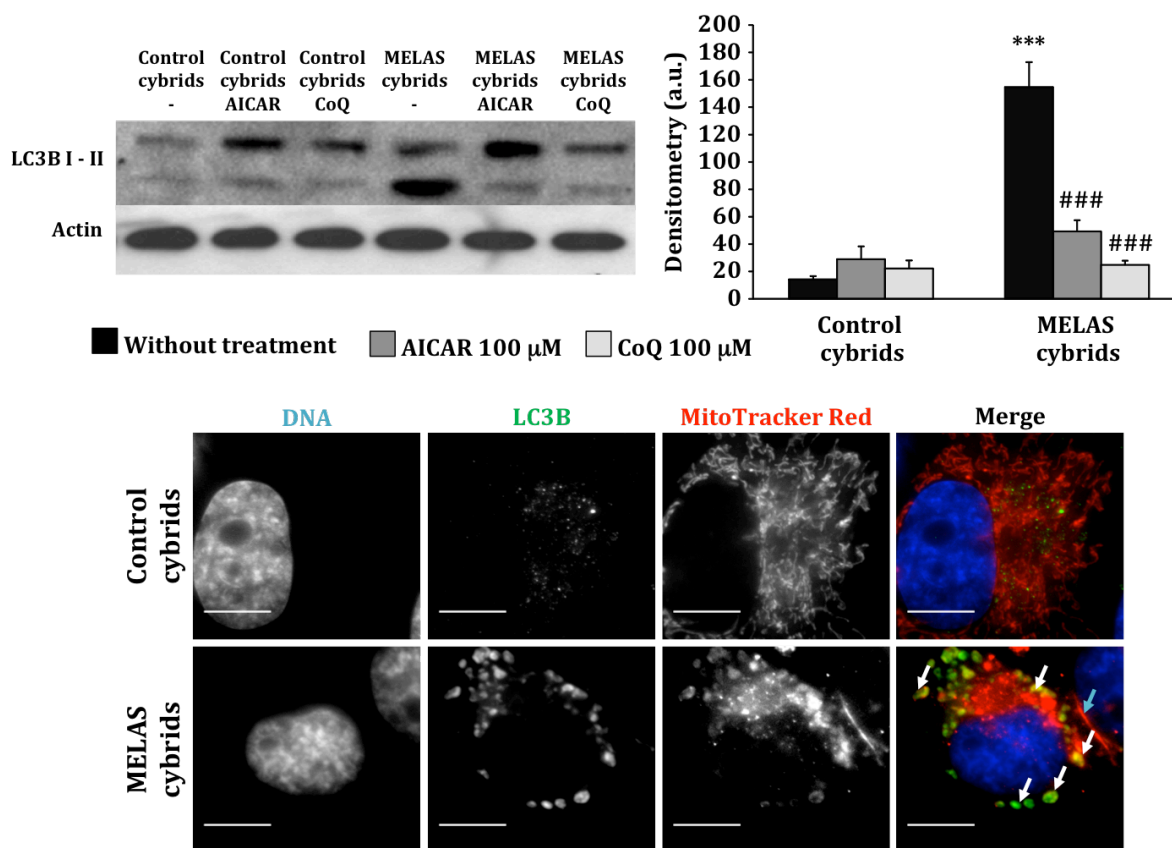 Control cybrids -
Control cybrids AICAR
Control cybrids CoQ
MELAS cybrids -
MELAS cybrids AICAR
MELAS cybrids CoQ
LC3B I - II
Actin
Densitometry (a.u.)
200
180
160
140
120
100
80
60
40
20
0
***
###
###
Control
cybrids
MELAS
cybrids
Without treatment
AICAR 100 μM
CoQ 100 μM
DNA
LC3B
MitoTracker Red
Merge
Control
cybrids
MELAS
cybrids